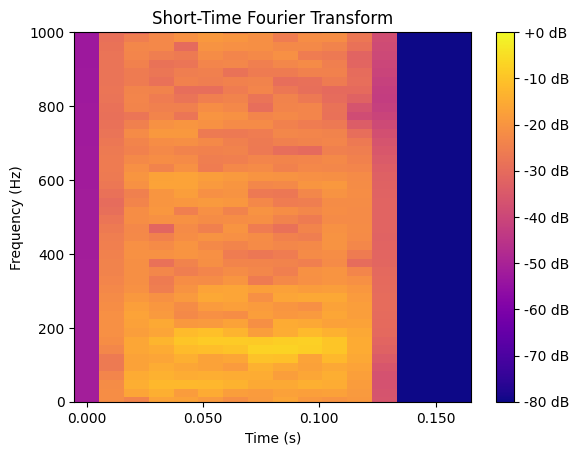 Short-Time Fourier Transform
1000
800
600
400
200
0
Frequency (Hz)
0.000
0.050
0.100
0.150
Time (s)
+0 dB
-10 dB
-20 dB
-30 dB
-40 dB
-50 dB
-60 dB
-70 dB
-80 dB